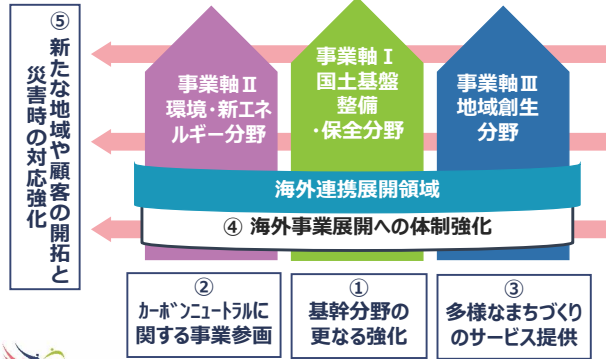 ⑤ 新たな地域や顧客の開拓と
災害時の対応強化
事業軸Ⅱ
環境・新エネ
ルギー分野
事業軸Ⅰ
国土基盤
整備
・保全分野
事業軸Ⅲ
地域創生
分野
海外連携展開領域
④ 海外事業展開への体制強化
②
ｶｰﾎﾞﾝﾆｭｰﾄﾗﾙに
関する事業参画
①
基幹分野の
更なる強化
③
多様なまちづくり
のサービス提供